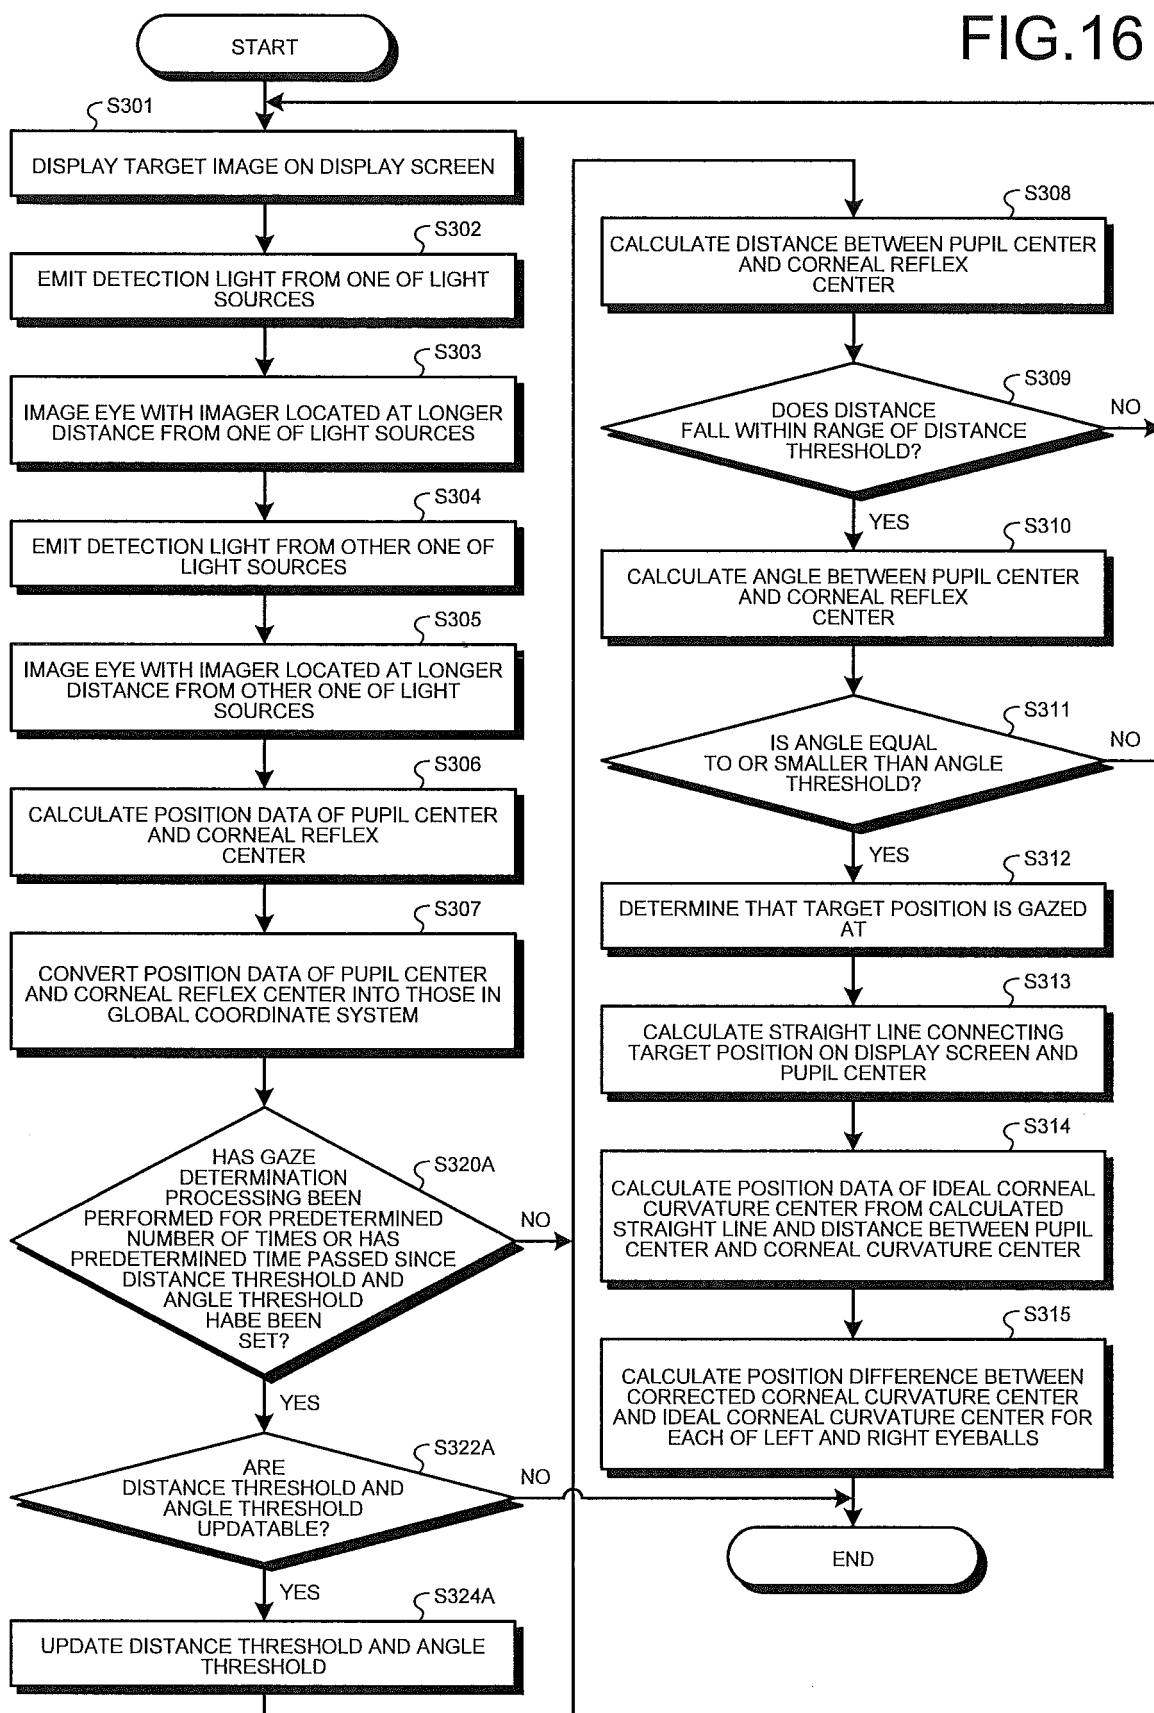 FIG.16
START
S301
DISPLAY TARGET IMAGE ON DISPLAY SCREEN
S302
EMIT DETECTION LIGHT FROM ONE OF LIGHT
SOURCES
S303
IMAGE EYE WITH IMAGER LOCATED AT LONGER
DISTANCE FROM ONE OF LIGHT SOURCES
S304
EMIT DETECTION LIGHT FROM OTHER ONE OF
LIGHT SOURCES
S305
IMAGE EYE WITH IMAGER LOCATED AT LONGER
DISTANCE FROM OTHER ONE OF LIGHT
SOURCES
S306
CALCULATE POSITION DATA OF PUPIL CENTER
AND CORNEAL REFLEX
CENTER
S307
CONVERT POSITION DATA OF PUPIL CENTER
AND CORNEAL REFLEX CENTER INTO THOSE IN
GLOBAL COORDINATE SYSTEM
S320A
HAS GAZE
DETERMINATION
PROCESSING BEEN
PERFORMED FOR PREDETERMINED
NUMBER OF TIMES OR HAS
PREDETERMINED TIME PASSED SINCE
DISTANCE THRESHOLD AND
ANGLE THRESHOLD
HABE BEEN
SET?
NO
YES
S322A
ARE
DISTANCE THRESHOLD AND
ANGLE THRESHOLD
UPDATABLE?
NO
YES
S324A
UPDATE DISTANCE THRESHOLD AND ANGLE
THRESHOLD
S308
CALCULATE DISTANCE BETWEEN PUPIL CENTER
AND CORNEAL REFLEX
CENTER
S309
DOES DISTANCE
FALL WITHIN RANGE OF DISTANCE
THRESHOLD?
NO
YES
S310
CALCULATE ANGLE BETWEEN PUPIL CENTER
AND CORNEAL REFLEX
CENTER
S311
IS ANGLE EQUAL
TO OR SMALLER THAN ANGLE
THRESHOLD?
NO
YES
S312
DETERMINE THAT TARGET POSITION IS GAZED
AT
S313
CALCULATE STRAIGHT LINE CONNECTING
TARGET POSITION ON DISPLAY SCREEN AND
PUPIL CENTER
S314
CALCULATE POSITION DATA OF IDEAL CORNEAL
CURVATURE CENTER FROM CALCULATED
STRAIGHT LINE AND DISTANCE BETWEEN PUPIL
CENTER AND CORNEAL CURVATURE CENTER
S315
CALCULATE POSITION DIFFERENCE BETWEEN
CORRECTED CORNEAL CURVATURE CENTER
AND IDEAL CORNEAL CURVATURE CENTER FOR
EACH OF LEFT AND RIGHT EYEBALLS
END